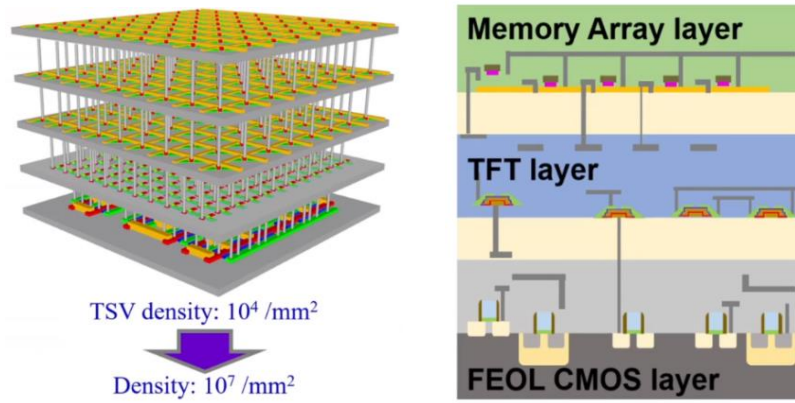 TSV density: 10⁴ /mm²
Density: 10⁷ /mm²
Memory Array layer
TFT layer
FEOL CMOS layer